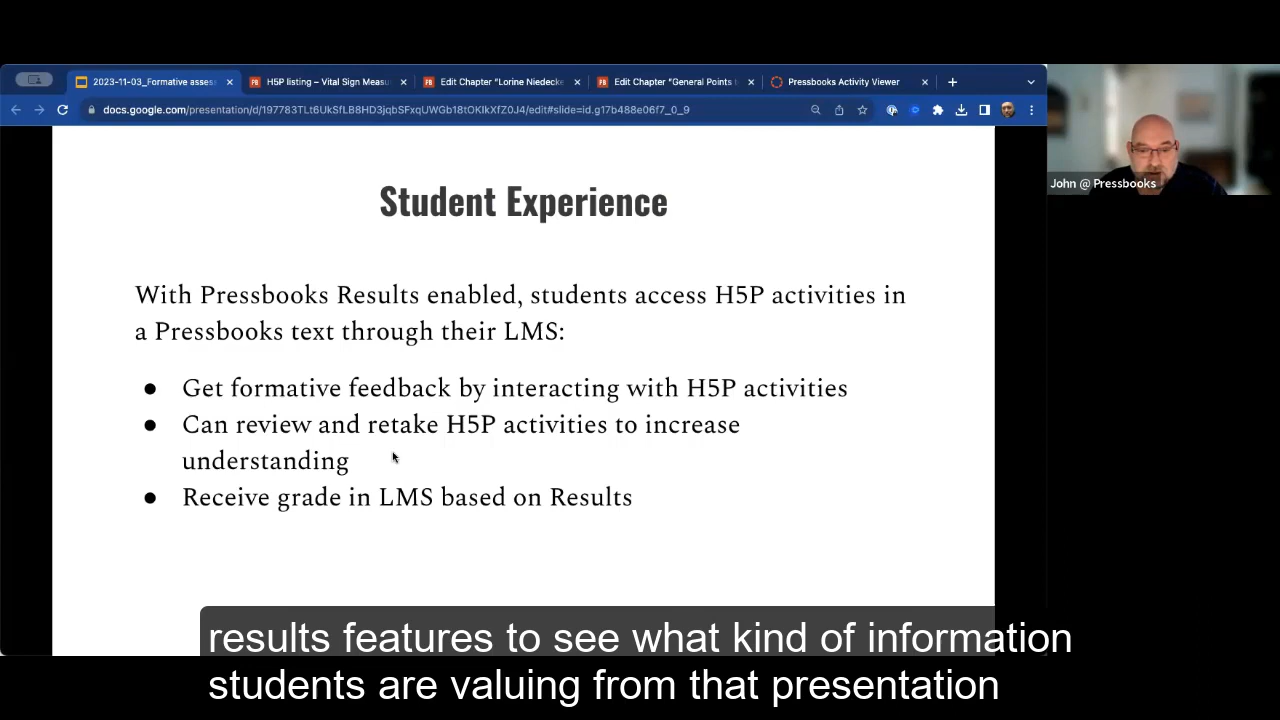 2023-11-03_Formative asses
H5P listing – Vital Sign Measu
Edit Chapter “Lorine Niedecke
Edit Chapter “General Points
Pressbooks Activity Viewer
docs.google.com/presentation/d/197783TLt6UkSfLB8HD3jqbSFxqUWGb18tOKIkXfZ0J4/edit#slide=id.g17b488e06f7_0_9
John @ Pressbooks
Student Experience
With Pressbooks Results enabled, students access H5P activities in
a Pressbooks text through their LMS:
● Get formative feedback by interacting with H5P activities
● Can review and retake H5P activities to increase
understanding
● Receive grade in LMS based on Results
results features to see what kind of information
students are valuing from that presentation